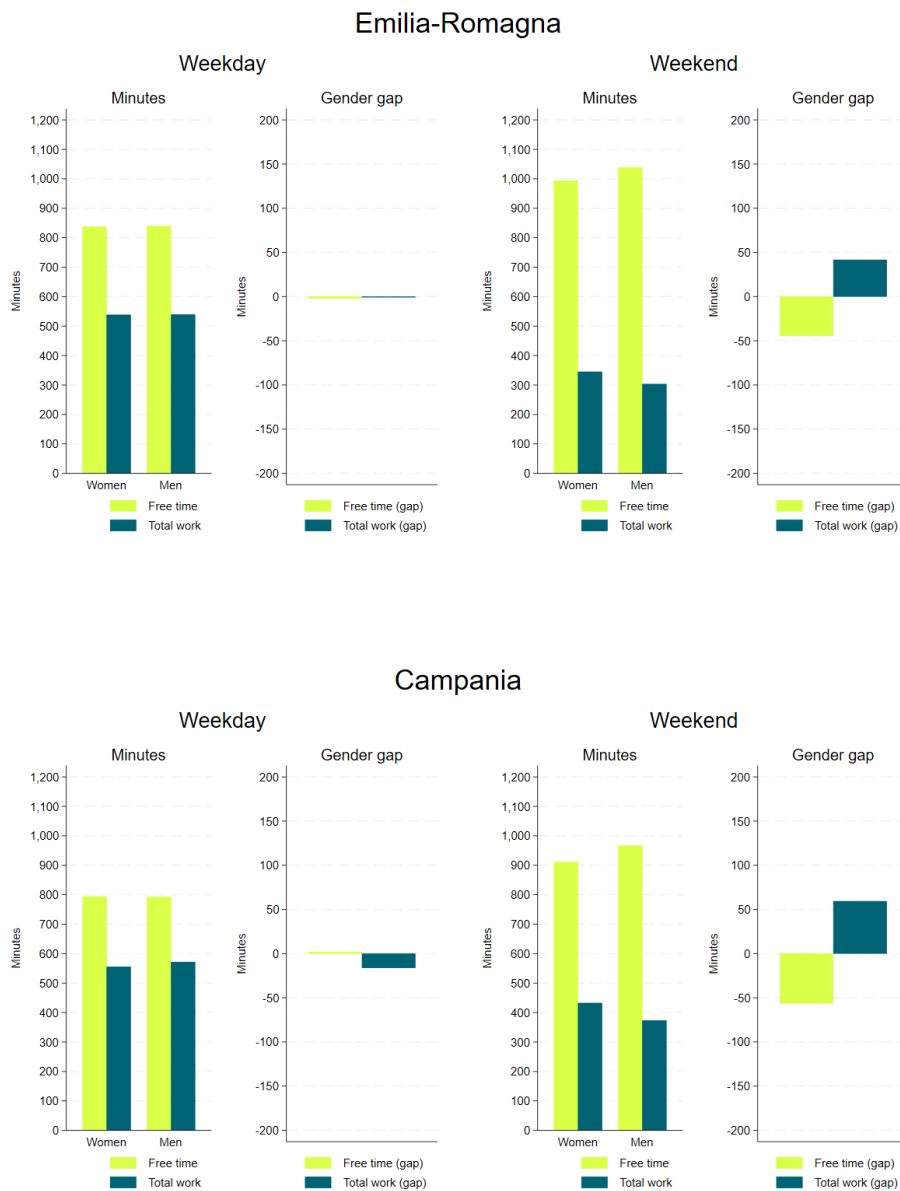 Emilia-Romagna
Weekday
Weekend
Minutes
Gender gap
Minutes
Gender gap
Minutes
1,200
1,100
1,000
900
800
700
600
500
400
300
200
100
0
Women Men
Free time
Total work
Minutes
200
150
100
50
0
-50
-100
-150
-200
Free time (gap)
Total work (gap)
Minutes
1,200
1,100
1,000
900
800
700
600
500
400
300
200
100
0
Women Men
Free time
Total work
Minutes
200
150
100
50
0
-50
-100
-150
-200
Free time (gap)
Total work (gap)
Campania
Weekday
Weekend
Minutes
Gender gap
Minutes
Gender gap
Minutes
1,200
1,100
1,000
900
800
700
600
500
400
300
200
100
0
Women Men
Free time
Total work
Minutes
200
150
100
50
0
-50
-100
-150
-200
Free time (gap)
Total work (gap)
Minutes
1,200
1,100
1,000
900
800
700
600
500
400
300
200
100
0
Women Men
Free time
Total work
Minutes
200
150
100
50
0
-50
-100
-150
-200
Free time (gap)
Total work (gap)